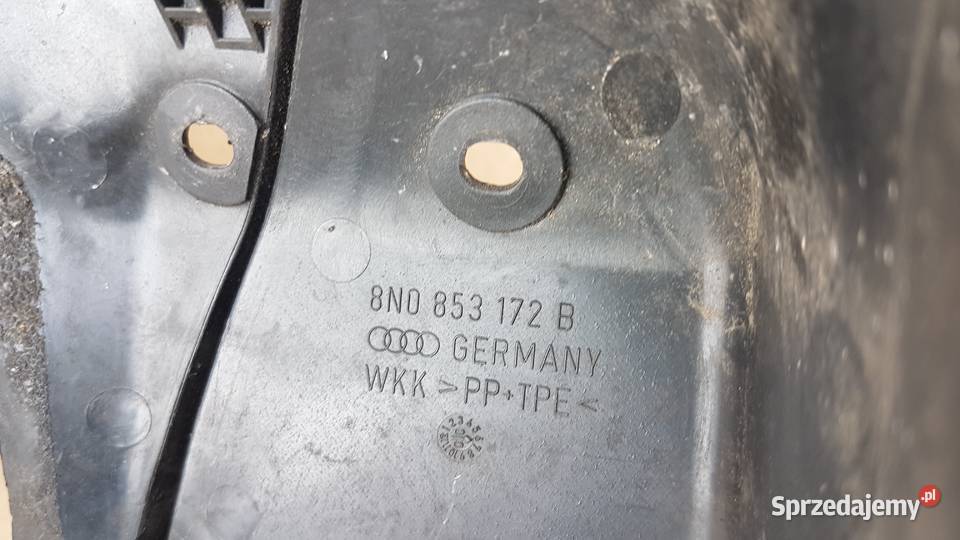 8N0 853 172 B
GERMANY
WKK >PP+TPE<
Sprzedajemy.pl